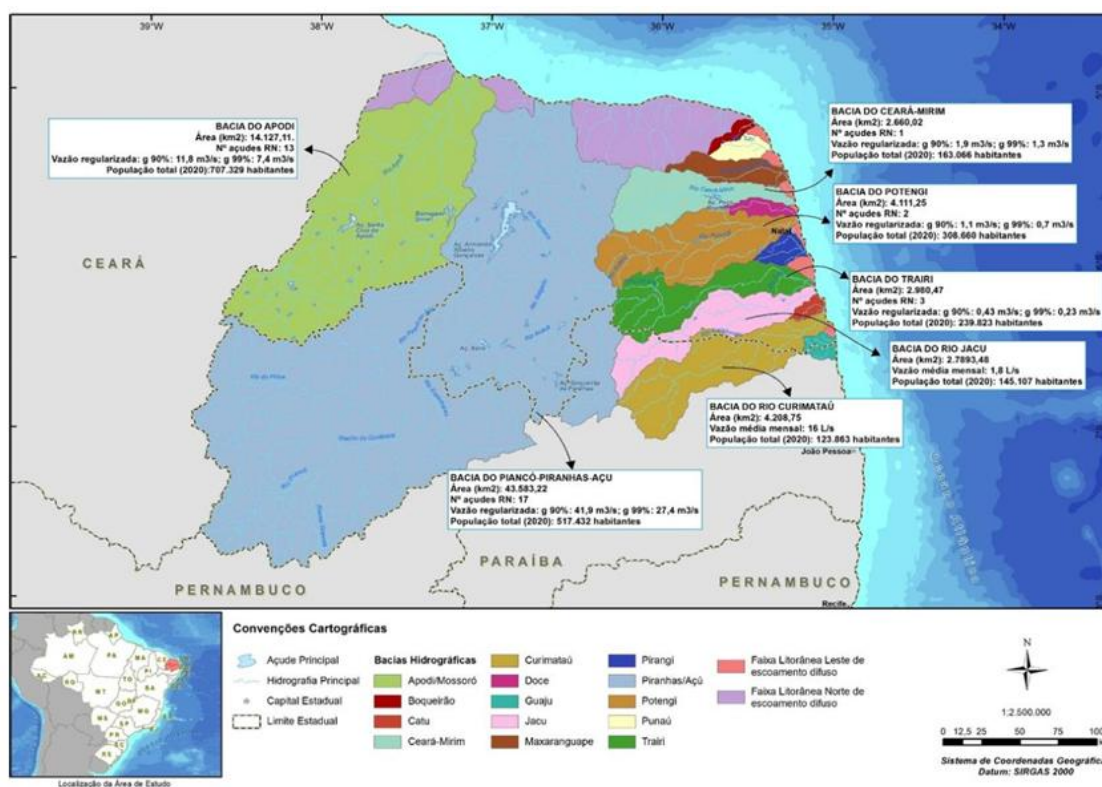 39°W
38°W
37°W
36°W
35°W
34°W
BACIA DO APODI
Área (km2): 14.127,11.
Nº açudes RN: 13
Vazão regularizada: g 90%: 11,8 m3/s; g 99%: 7,4 m3/s
População total (2020):707.329 habitantes
BACIA DO CEARÁ-MIRIM
Área (km2): 2.660,02
Nº açudes RN: 1
Vazão regularizada: g 90%: 1,9 m3/s; g 99%: 1,3 m3/s
População total (2020): 163.066 habitantes
BACIA DO POTENGI
Área (km2): 4.111,25
Nº açudes RN: 2
Vazão regularizada: g 90%: 1,1 m3/s; g 99%: 0,7 m3/s
População total (2020): 308.660 habitantes
Natal
CEARÁ
BACIA DO TRAIRI
Área (km2): 2.980,47
Nº açudes RN: 3
Vazão regularizada: g 90%: 0,43 m3/s; g 99%: 0,23 m3/s
População total (2020): 239.823 habitantes
BACIA DO RIO JACU
Área (km2): 2.7893,48
Vazão média mensal: 1,8 L/s
População total (2020): 145.107 habitantes
BACIA DO RIO CURIMATAÚ
Área (km2): 4.208,75
Vazão média mensal: 16 L/s
População total (2020): 123.863 habitantes
João Pessoa
BACIA DO PIANCÓ-PIRANHAS-AÇU
Área (km2): 43.583,22
Nº açudes RN: 17
Vazão regularizada: g 90%: 41,9 m3/s; g 99%: 27,4 m3/s
População total (2020): 517.432 habitantes
Oceano Atlântico
PARAÍBA
PERNAMBUCO
PERNAMBUCO
Recife
Localização da Área de Estudo
Convenções Cartográficas
Açude Principal
Hidrografia Principal
Capital Estadual
Limite Estadual
Bacias Hidrográficas
Apodi/Mossoró
Boqueirão
Catu
Ceará-Mirim
Curimataú
Doce
Guaju
Jacu
Maxaranguape
Pirangi
Piranhas/Açú
Potengi
Punaú
Trairi
Faixa Litorânea Leste de
escoamento difuso
Faixa Litorânea Norte de
escoamento difuso
N
1:2.500.000
0 12,5 25 50 75 100
Sistema de Coordenadas Geográfica
Datum: SIRGAS 2000